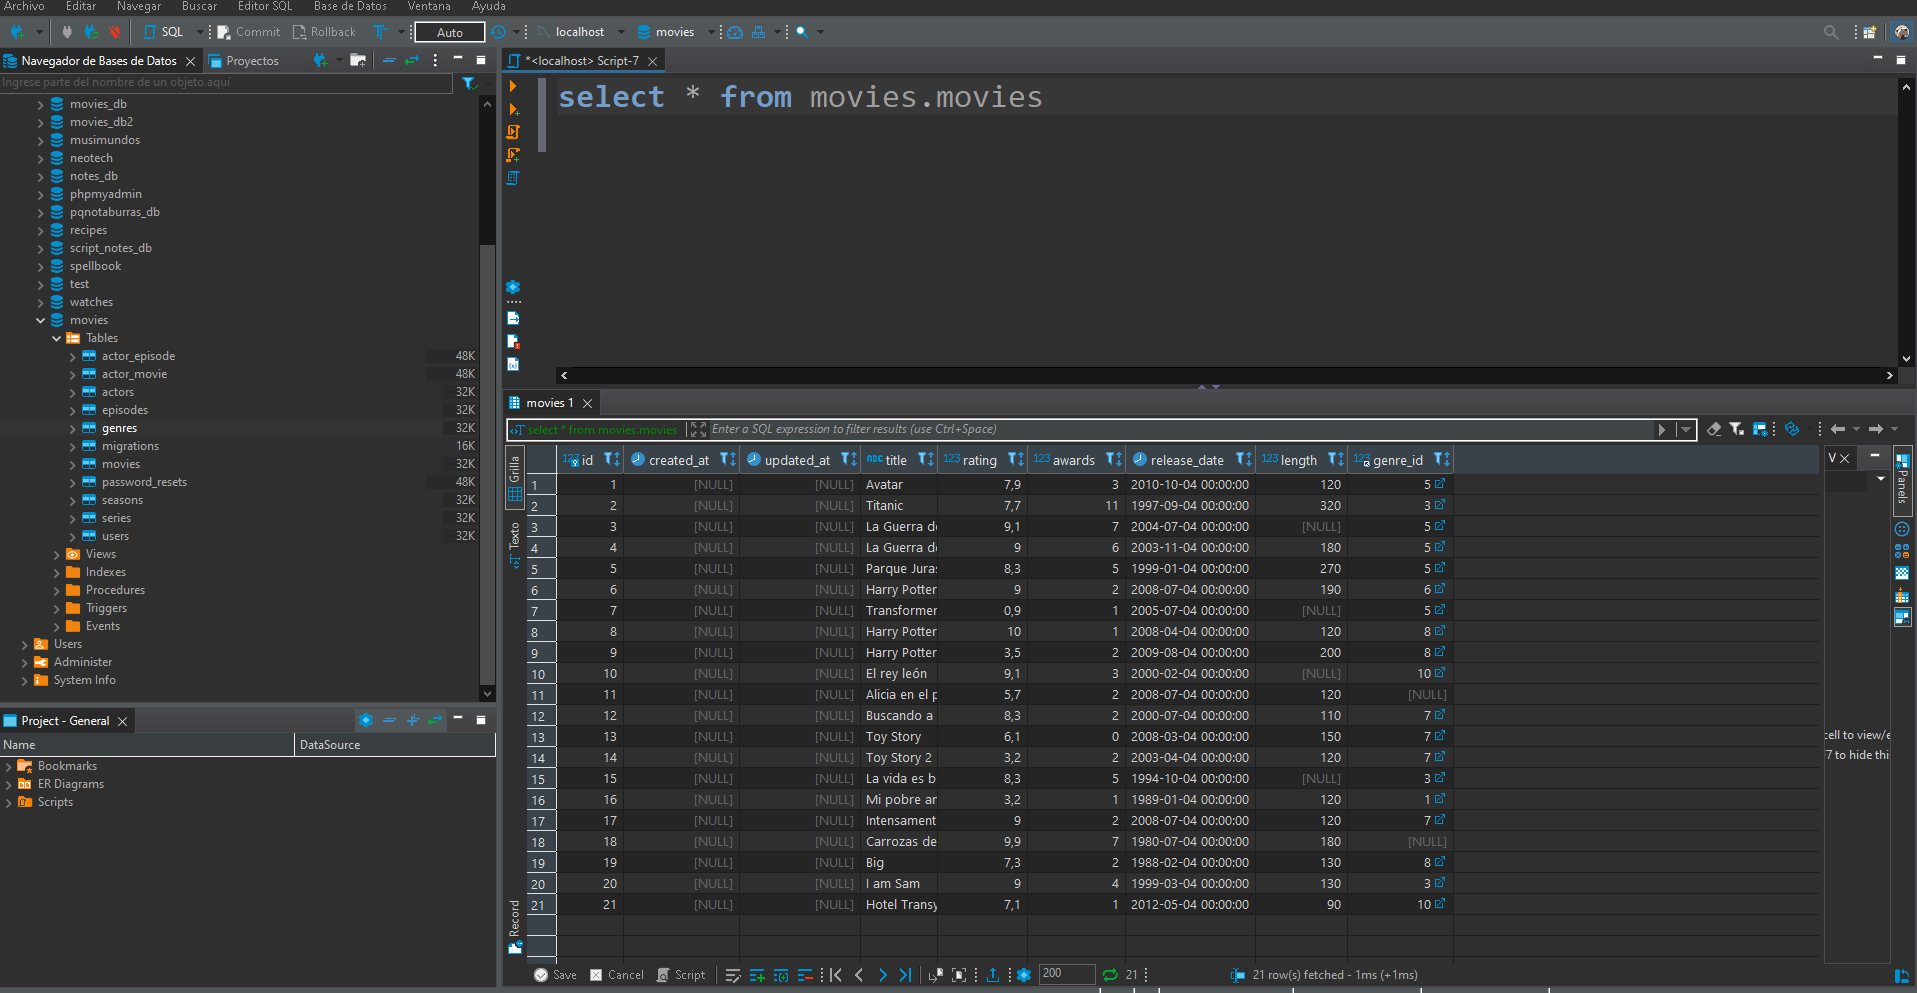 Archivo Editar Navegar Buscar Editor SQL Base de Datos Ventana Ayuda
SQL Commit Rollback Auto localhost movies
Navegador de Bases de Datos Proyectos
Ingrese parte del nombre de un objeto aquí
movies_db
movies_db2
musimundos
neotech
notes_db
phpmyadmin
pqnotaburras_db
recipes
script_notes_db
spellbook
test
watches
movies
Tables
actor_episode 48K
actor_movie 48K
actors 32K
episodes 32K
genres 32K
migrations 16K
movies 32K
password_resets 48K
seasons 32K
series 32K
users 32K
Views
Indexes
Procedures
Triggers
Events
Users
Administer
System Info
Project - General
Name DataSource
Bookmarks
ER Diagrams
Scripts
*<localhost> Script-7
select * from movies.movies
movies 1
select * from movies.movies Enter a SQL expression to filter results (use Ctrl+Space)
Grilla
Texto
Record
id created_at updated_at title rating awards release_date length genre_id
1 1 [NULL] [NULL] Avatar 7,9 3 2010-10-04 00:00:00 120 5
2 2 [NULL] [NULL] Titanic 7,7 11 1997-09-04 00:00:00 320 3
3 3 [NULL] [NULL] La Guerra de 9,1 7 2004-07-04 00:00:00 [NULL] 5
4 4 [NULL] [NULL] La Guerra de 9 6 2003-11-04 00:00:00 180 5
5 5 [NULL] [NULL] Parque Juras 8,3 5 1999-01-04 00:00:00 270 5
6 6 [NULL] [NULL] Harry Potter 9 2 2008-07-04 00:00:00 190 6
7 7 [NULL] [NULL] Transformer 0,9 1 2005-07-04 00:00:00 [NULL] 5
8 8 [NULL] [NULL] Harry Potter 10 1 2008-04-04 00:00:00 120 8
9 9 [NULL] [NULL] Harry Potter 3,5 2 2009-08-04 00:00:00 200 8
10 10 [NULL] [NULL] El rey león 9,1 3 2000-02-04 00:00:00 [NULL] 10
11 11 [NULL] [NULL] Alicia en el p 5,7 2 2008-07-04 00:00:00 120 [NULL]
12 12 [NULL] [NULL] Buscando a 8,3 2 2000-07-04 00:00:00 110 7
13 13 [NULL] [NULL] Toy Story 6,1 0 2008-03-04 00:00:00 150 7
14 14 [NULL] [NULL] Toy Story 2 3,2 2 2003-04-04 00:00:00 120 7
15 15 [NULL] [NULL] La vida es b 8,3 5 1994-10-04 00:00:00 [NULL] 3
16 16 [NULL] [NULL] Mi pobre an 3,2 1 1989-01-04 00:00:00 120 1
17 17 [NULL] [NULL] Intensament 9 2 2008-07-04 00:00:00 120 7
18 18 [NULL] [NULL] Carrozas de 9,9 7 1980-07-04 00:00:00 180 [NULL]
19 19 [NULL] [NULL] Big 7,3 2 1988-02-04 00:00:00 130 8
20 20 [NULL] [NULL] I am Sam 9 4 1999-03-04 00:00:00 130 3
21 21 [NULL] [NULL] Hotel Transy 7,1 1 2012-05-04 00:00:00 90 10
V
Panels
cell to view/e
7 to hide thi
Save Cancel Script 200 21 21 row(s) fetched - 1ms (+1ms)